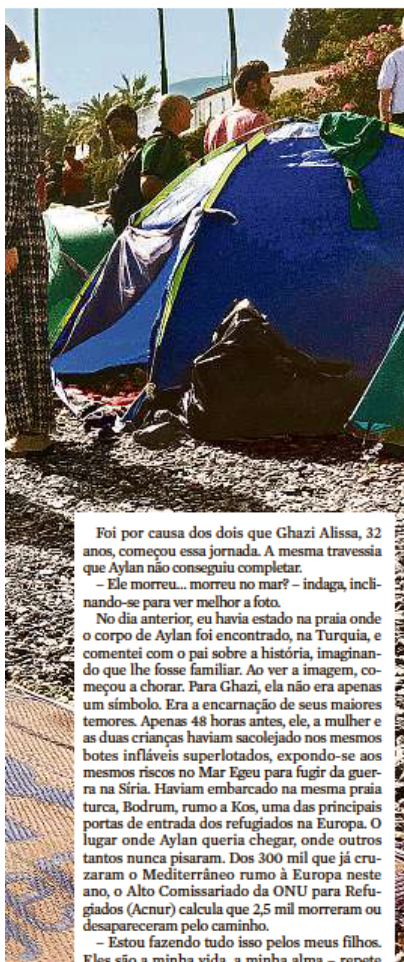 Foi por causa dos dois que Ghazi Alissa, 32
anos, começou essa jornada. A mesma travessia
que Aylan não conseguiu completar.
– Ele morreu... morreu no mar? – indaga, incli-
nando-se para ver melhor a foto.
No dia anterior, eu havia estado na praia onde
o corpo de Aylan foi encontrado, na Turquia, e
comentei com o pai sobre a história, imaginan-
do que lhe fosse familiar. Ao ver a imagem, co-
meçou a chorar. Para Ghazi, ela não era apenas
um símbolo. Era a encarnação de seus maiores
temores. Apenas 48 horas antes, ele, a mulher e
as duas crianças haviam sacolejado nos mesmos
botes infláveis superlotados, expondo-se aos
mesmos riscos no Mar Egeu para fugir da guer-
ra na Síria. Haviam embarcado na mesma praia
turca, Bodrum, rumo a Kos, uma das principais
portas de entrada dos refugiados na Europa. O
lugar onde Aylan queria chegar, onde outros
tantos nunca pisaram. Dos 300 mil que já cru-
zaram o Mediterrâneo rumo à Europa neste
ano, o Alto Comissariado da ONU para Refu-
giados (Acnur) calcula que 2,5 mil morreram ou
desapareceram pelo caminho.
– Estou fazendo tudo isso pelos meus filhos.
Eles são a minha vida, a minha alma – repete